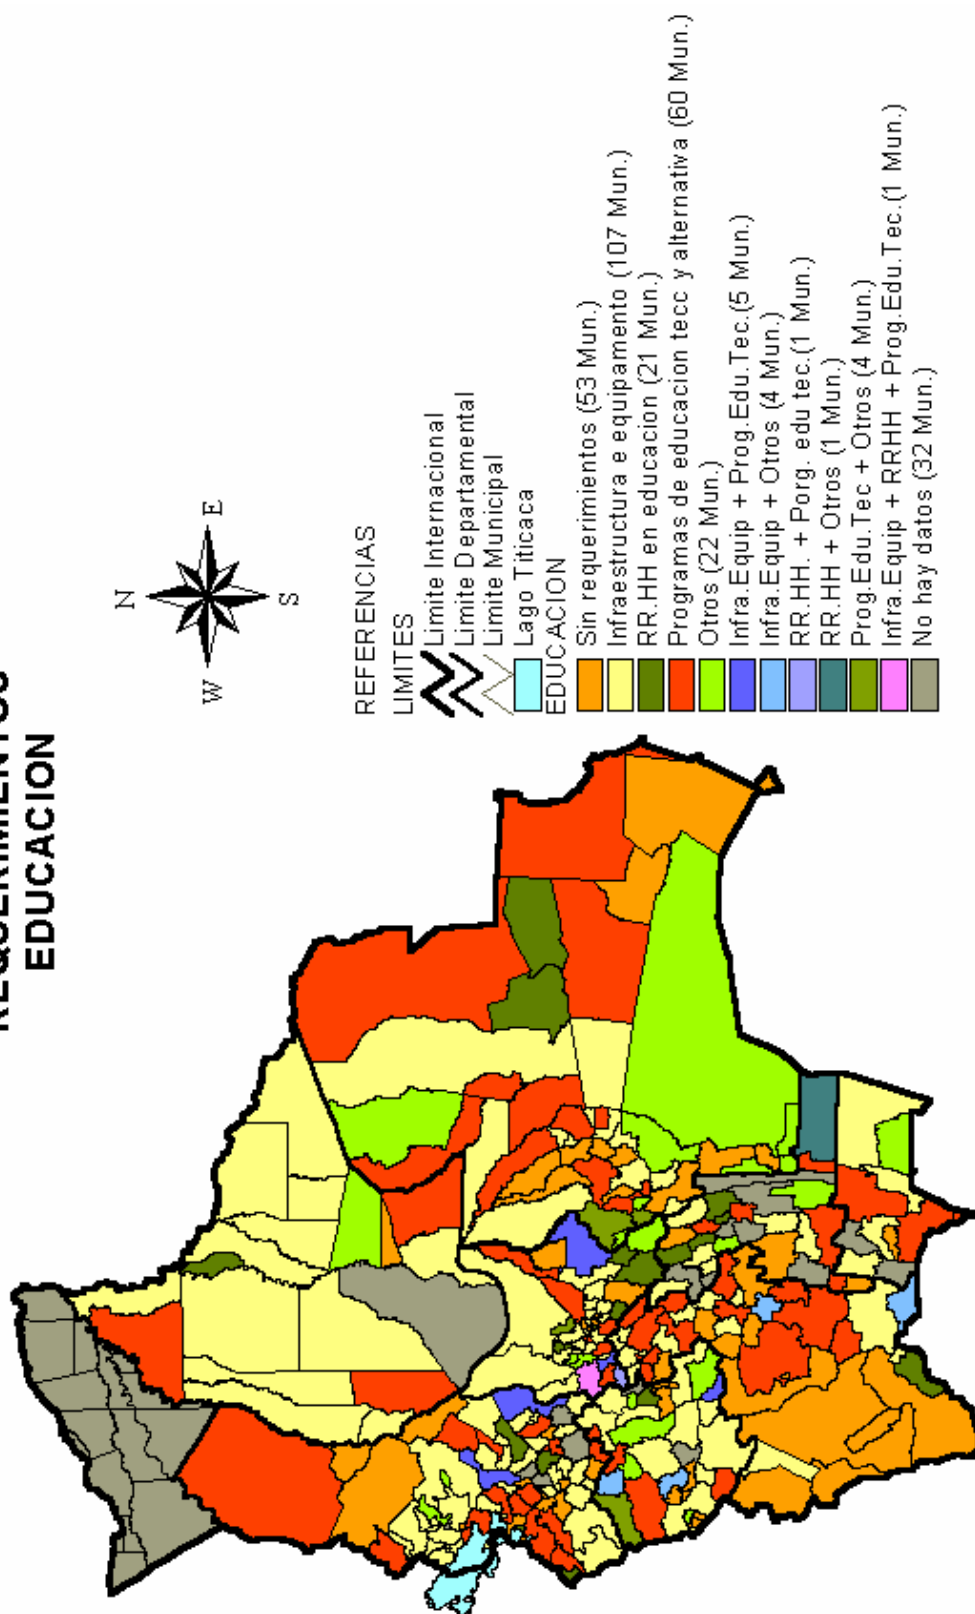 EDUCACION
N
W
E
S
REFERENCIAS
LIMITES
Limite Internacional
Limite Departamental
Limite Municipal
Lago Titicaca
EDUCACION
Sin requerimientos (53 Mun.)
Infraestructura e equipamento (107 Mun.)
RR.HH en educacion (21 Mun.)
Programas de educacion tecc y alternativa (60 Mun.)
Otros (22 Mun.)
Infra.Equip + Prog.Edu.Tec.(5 Mun.)
Infra.Equip + Otros (4 Mun.)
RR.HH. + Porg. edu tec.(1 Mun.)
RR.HH + Otros (1 Mun.)
Prog.Edu.Tec + Otros (4 Mun.)
Infra.Equip + RRHH + Prog.Edu.Tec.(1 Mun.)
No hay datos (32 Mun.)